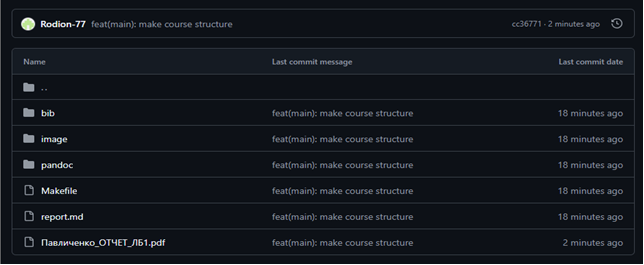 Rodion-77 feat(main): make course structure cc36771 · 2 minutes ago
Name Last commit message Last commit date
..
bib feat(main): make course structure 18 minutes ago
image feat(main): make course structure 18 minutes ago
pandoc feat(main): make course structure 18 minutes ago
Makefile feat(main): make course structure 18 minutes ago
report.md feat(main): make course structure 18 minutes ago
Павличенко_ОТЧЕТ_ЛБ1.pdf feat(main): make course structure 2 minutes ago